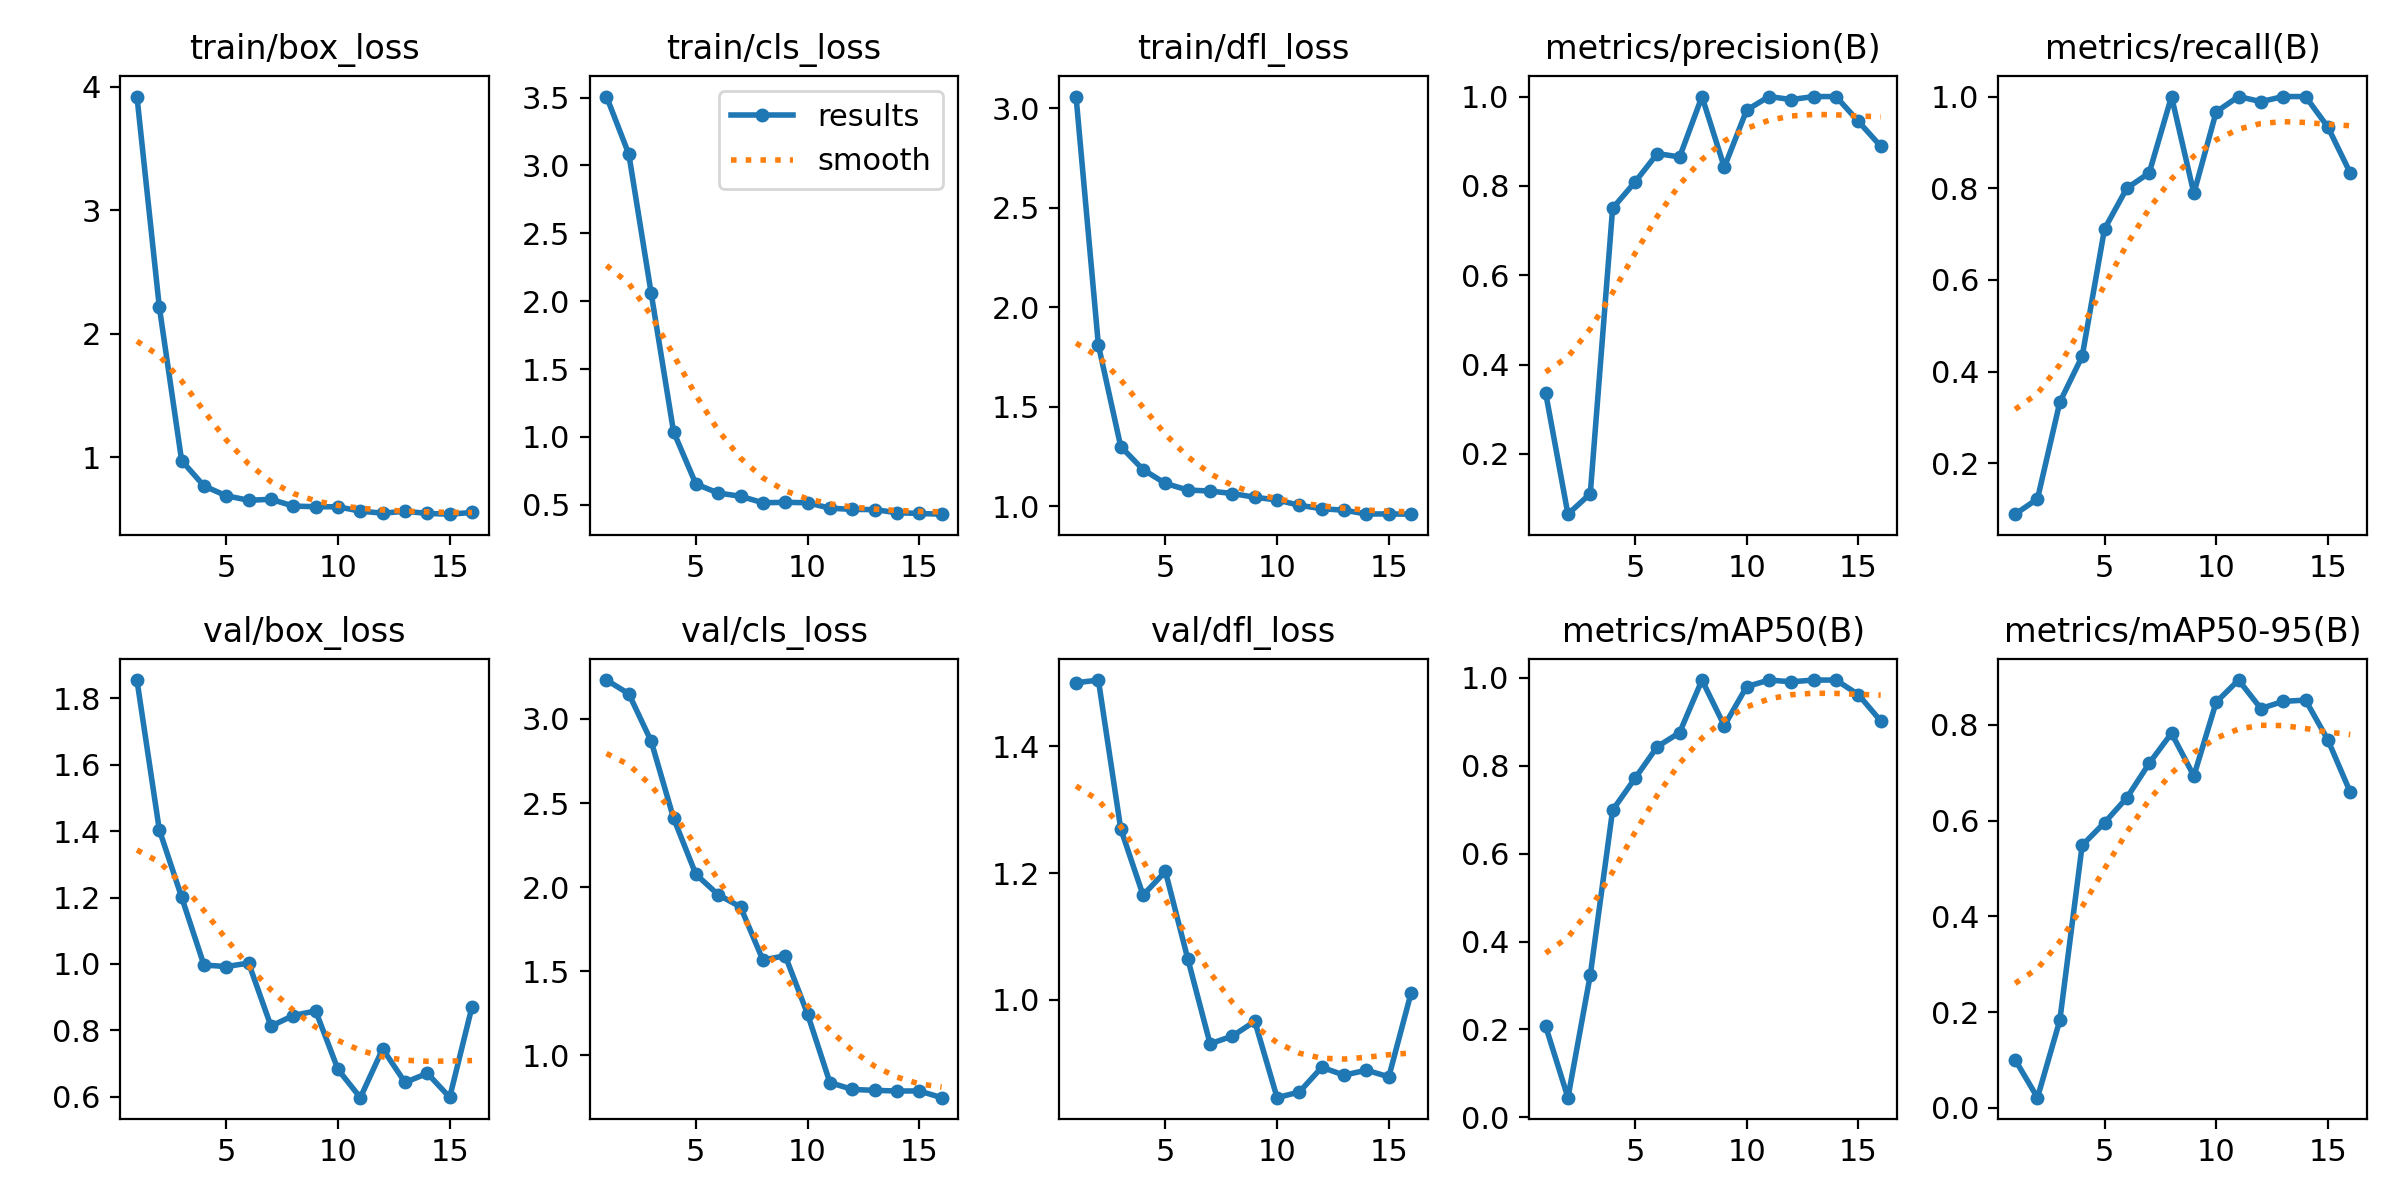 train/box_loss
4
3
2
1
5 10 15
train/cls_loss
results
smooth
3.5
3.0
2.5
2.0
1.5
1.0
0.5
5 10 15
train/dfl_loss
3.0
2.5
2.0
1.5
1.0
5 10 15
metrics/precision(B)
1.0
0.8
0.6
0.4
0.2
5 10 15
metrics/recall(B)
1.0
0.8
0.6
0.4
0.2
5 10 15
val/box_loss
1.8
1.6
1.4
1.2
1.0
0.8
0.6
5 10 15
val/cls_loss
3.0
2.5
2.0
1.5
1.0
5 10 15
val/dfl_loss
1.4
1.2
1.0
5 10 15
metrics/mAP50(B)
1.0
0.8
0.6
0.4
0.2
0.0
5 10 15
metrics/mAP50-95(B)
0.8
0.6
0.4
0.2
0.0
5 10 15